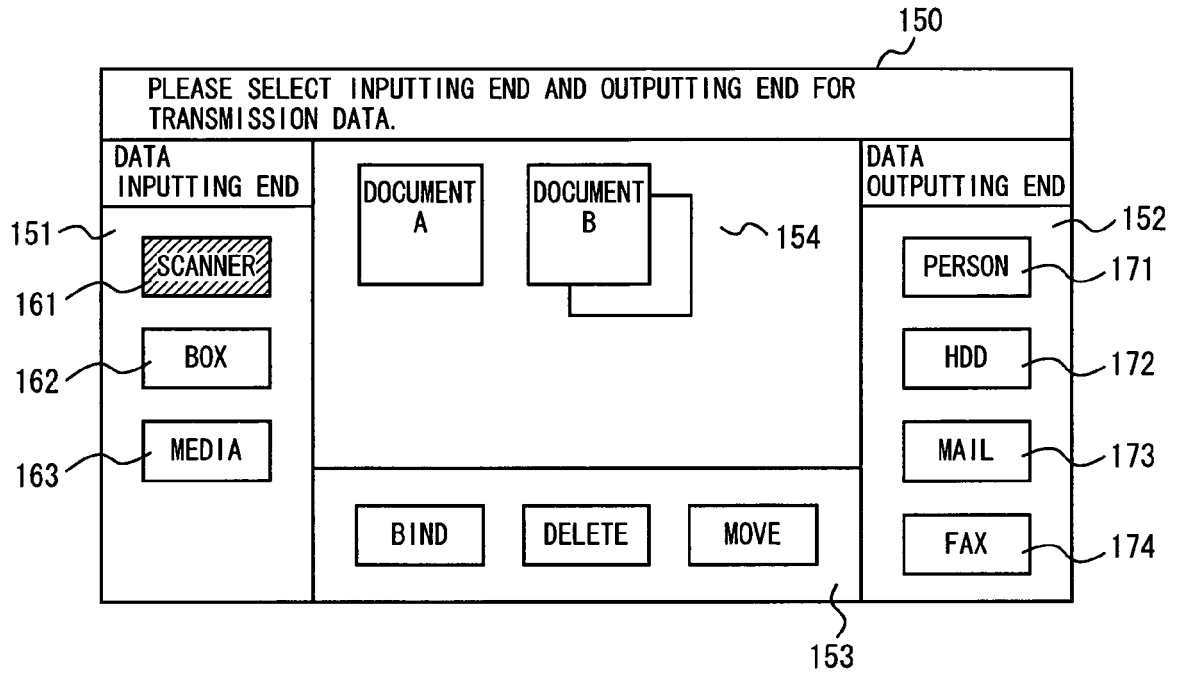 150
PLEASE SELECT INPUTTING END AND OUTPUTTING END FOR
TRANSMISSION DATA.
DATA
INPUTTING END
DATA
OUTPUTTING END
151
SCANNER
161
BOX
162
MEDIA
163
DOCUMENT
A
DOCUMENT
B
154
BIND
DELETE
MOVE
153
152
PERSON
171
HDD
172
MAIL
173
FAX
174